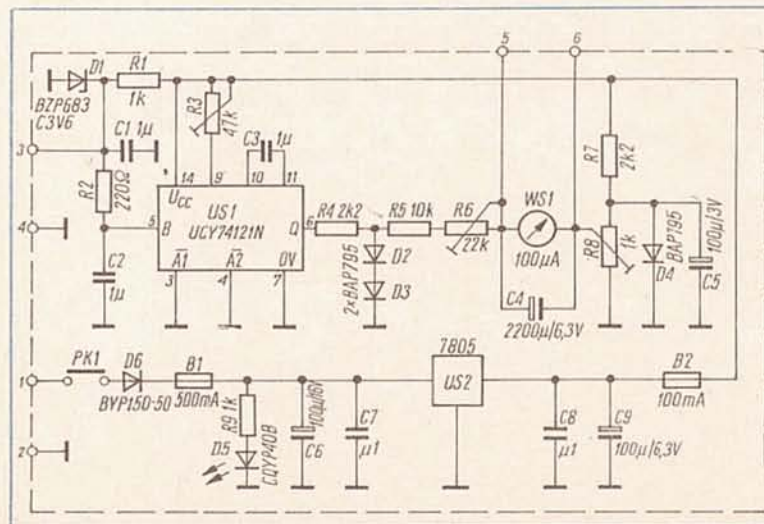 5
6
D1
BZP683
C3V6
R1
1k
R3
47k
C1 1µ
C3
1µ
3
R2
220Ω
14
9
10
11
UCC
US1
UCY74121N
5
B
Q
6
A1
A2
0V
3
4
7
4
C2
1µ
R4 2k2
R5 10k
R6
22k
2×BAP795
D2
D3
WS1
100µA
C4
2200µ/6,3V
R7
2k2
R8
1k
BAP795
D4
100µ/3V
C5
1
PK1
D6
BYP150-50
B1
500mA
R9 1k
D5
CQYP40B
100µ/16V
C6
C7
µ1
7805
US2
C8
µ1
C9
100µ/6,3V
B2
100mA
2